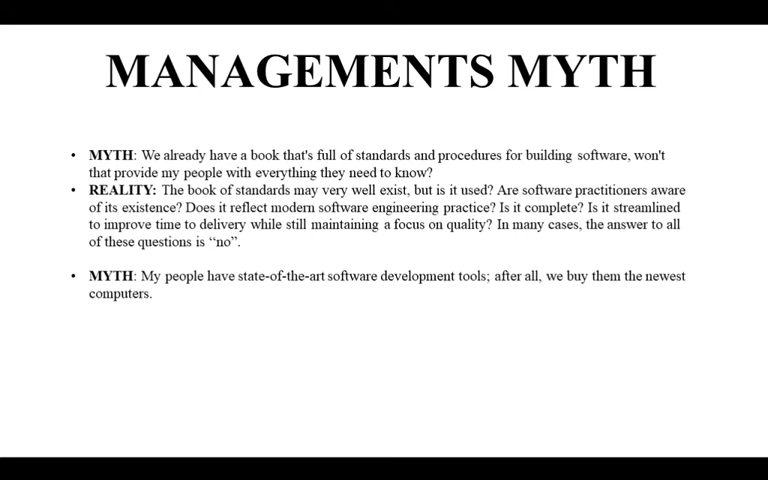 MANAGEMENTS MYTH
• MYTH: We already have a book that's full of standards and procedures for building software, won't
that provide my people with everything they need to know?
• REALITY: The book of standards may very well exist, but is it used? Are software practitioners aware
of its existence? Does it reflect modern software engineering practice? Is it complete? Is it streamlined
to improve time to delivery while still maintaining a focus on quality? In many cases, the answer to all
of these questions is “no”.
• MYTH: My people have state-of-the-art software development tools; after all, we buy them the newest
computers.